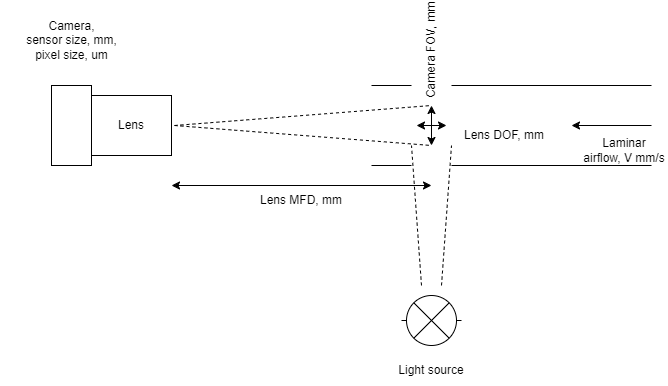 Camera,
sensor size, mm,
pixel size, um
Camera FOV, mm
Lens
Lens DOF, mm
Laminar
airflow, V mm/s
Lens MFD, mm
Light source